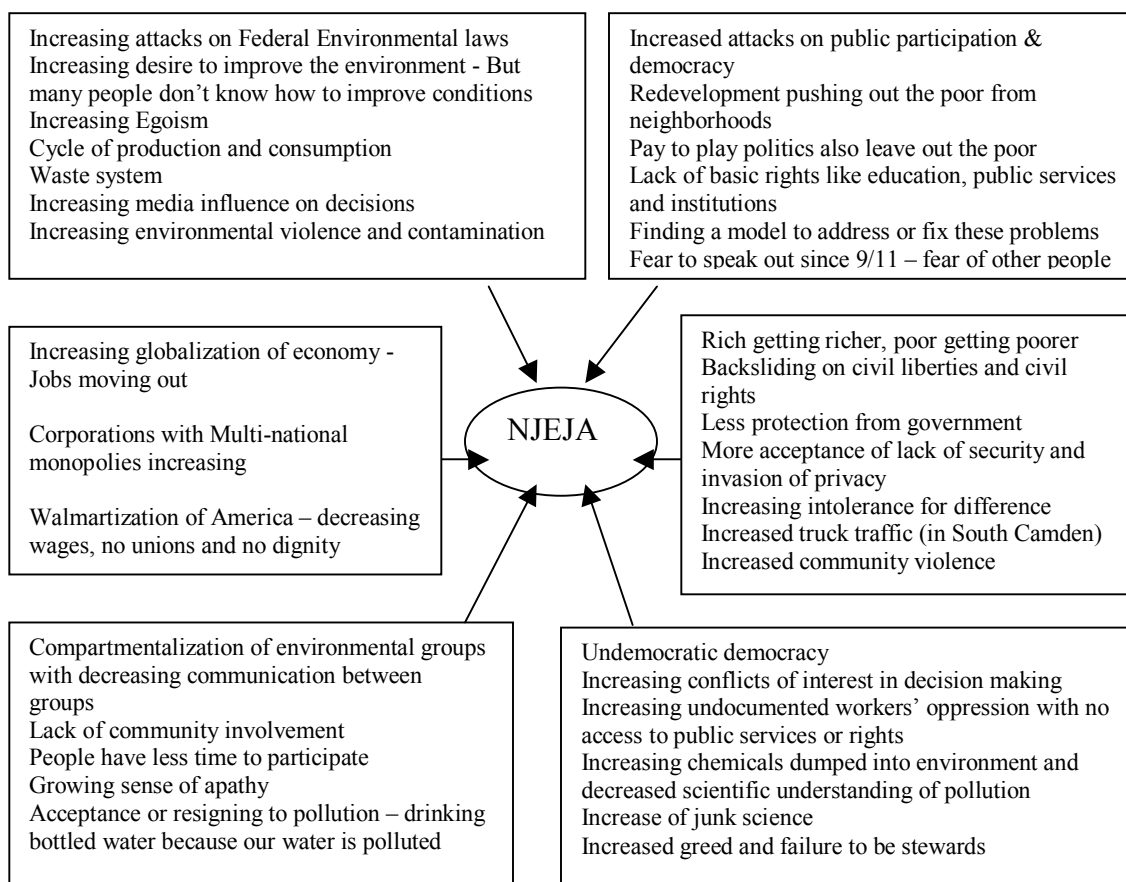 Increasing attacks on Federal Environmental laws
Increasing desire to improve the environment - But
many people don’t know how to improve conditions
Increasing Egoism
Cycle of production and consumption
Waste system
Increasing media influence on decisions
Increasing environmental violence and contamination
Increased attacks on public participation &
democracy
Redevelopment pushing out the poor from
neighborhoods
Pay to play politics also leave out the poor
Lack of basic rights like education, public services
and institutions
Finding a model to address or fix these problems
Fear to speak out since 9/11 – fear of other people
Increasing globalization of economy -
Jobs moving out
Corporations with Multi-national
monopolies increasing
Walmartization of America – decreasing
wages, no unions and no dignity
NJEJA
Rich getting richer, poor getting poorer
Backsliding on civil liberties and civil
rights
Less protection from government
More acceptance of lack of security and
invasion of privacy
Increasing intolerance for difference
Increased truck traffic (in South Camden)
Increased community violence
Compartmentalization of environmental groups
with decreasing communication between
groups
Lack of community involvement
People have less time to participate
Growing sense of apathy
Acceptance or resigning to pollution – drinking
bottled water because our water is polluted
Undemocratic democracy
Increasing conflicts of interest in decision making
Increasing undocumented workers’ oppression with no
access to public services or rights
Increasing chemicals dumped into environment and
decreased scientific understanding of pollution
Increase of junk science
Increased greed and failure to be stewards